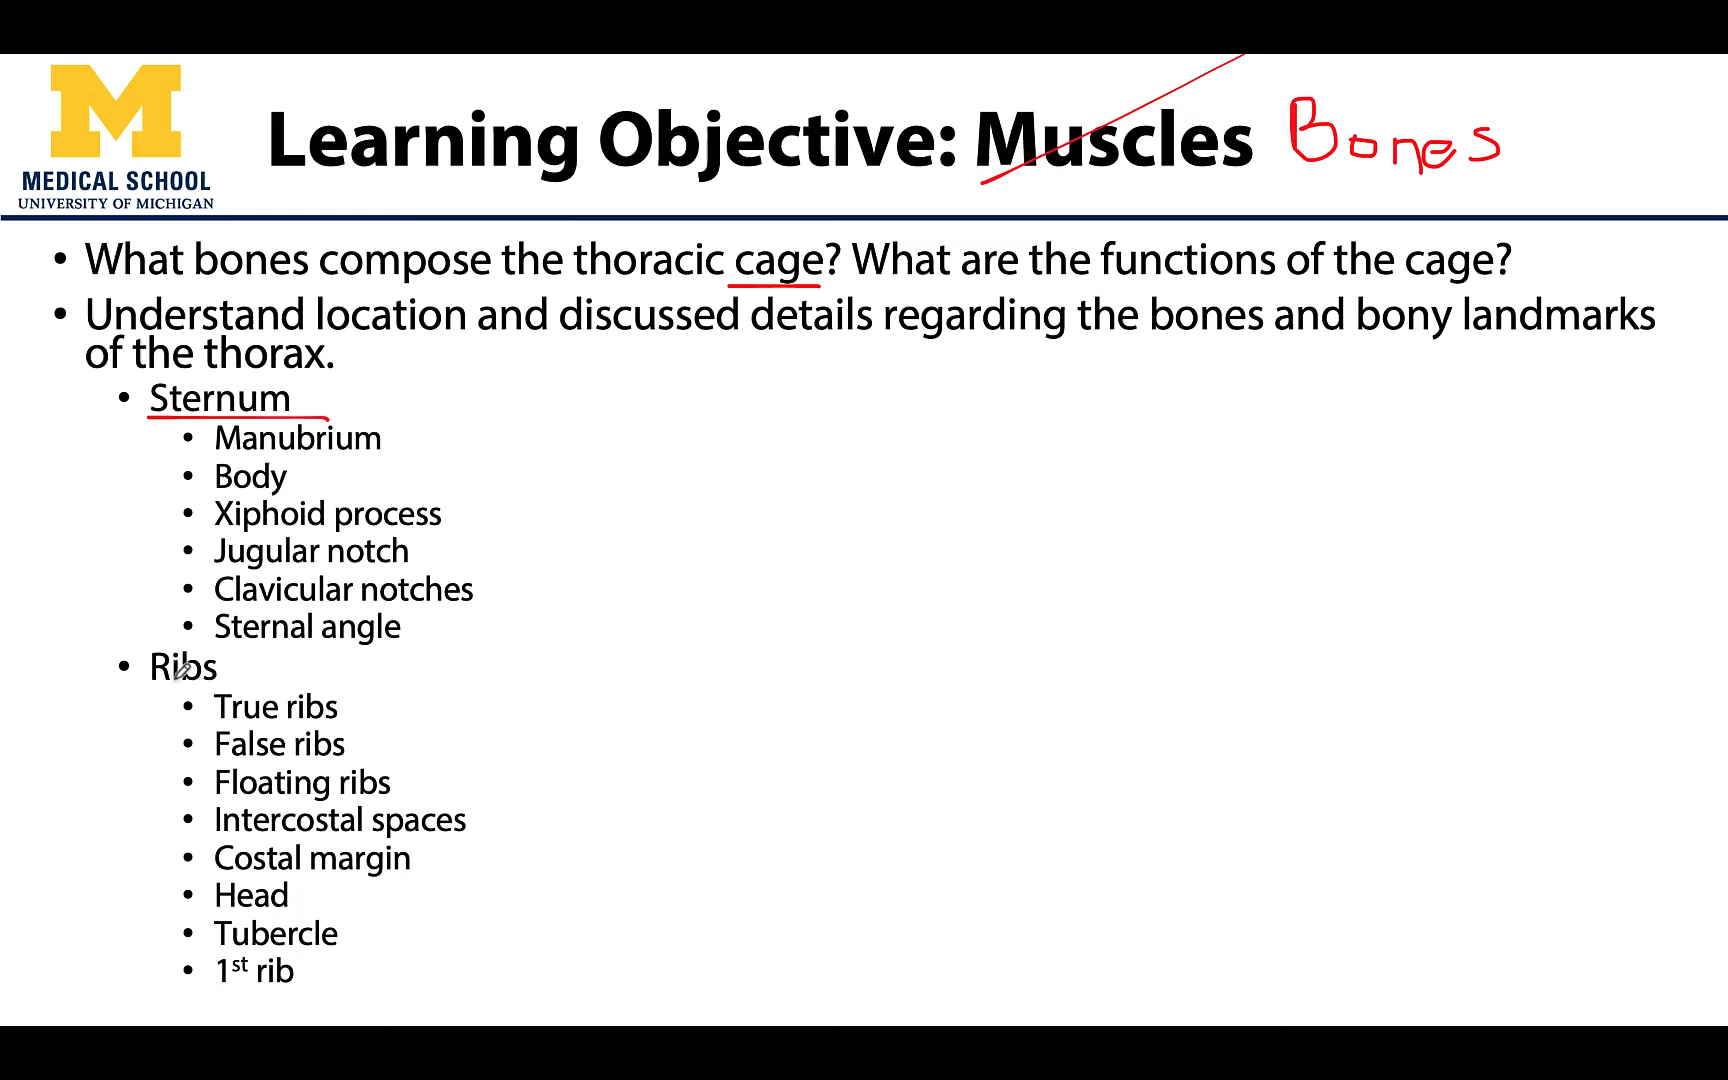 M
MEDICAL SCHOOL
UNIVERSITY OF MICHIGAN
Learning Objective: Muscles Bones
• What bones compose the thoracic cage? What are the functions of the cage?
• Understand location and discussed details regarding the bones and bony landmarks
of the thorax.
• Sternum
• Manubrium
• Body
• Xiphoid process
• Jugular notch
• Clavicular notches
• Sternal angle
• Ribs
• True ribs
• False ribs
• Floating ribs
• Intercostal spaces
• Costal margin
• Head
• Tubercle
• 1st rib